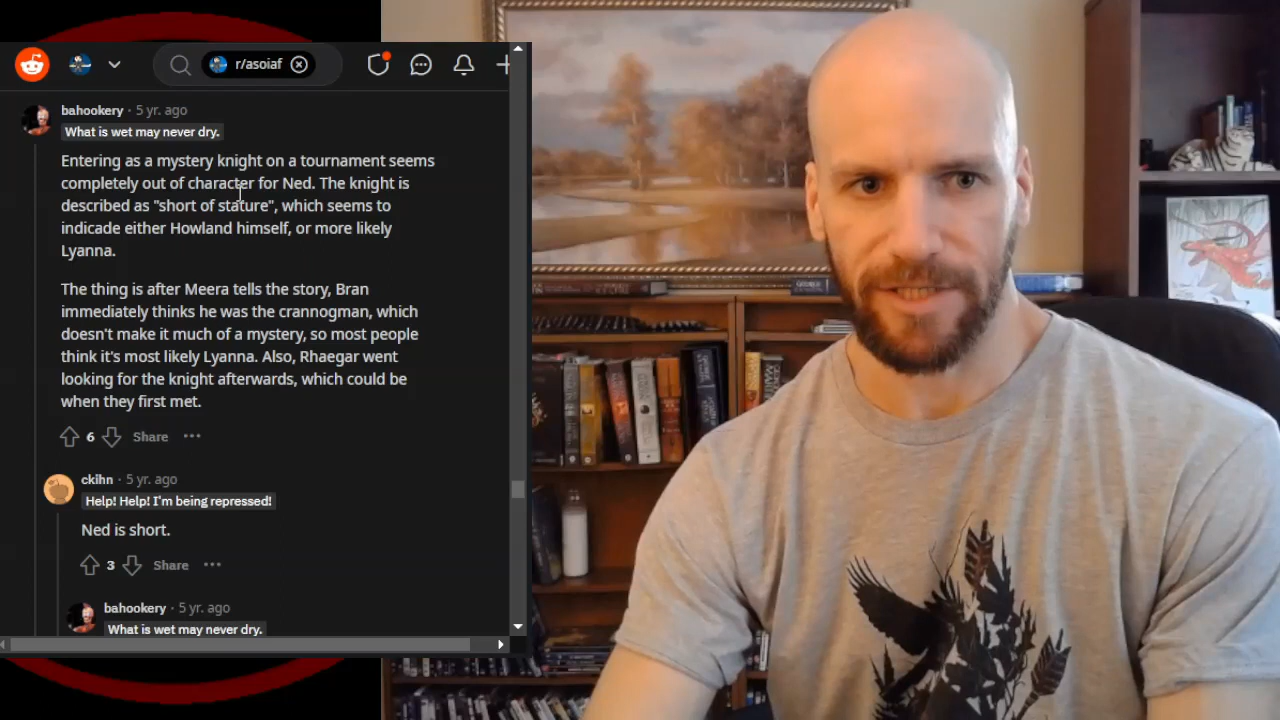 r/asoiaf
bahookery · 5 yr. ago
What is wet may never dry.
Entering as a mystery knight on a tournament seems
completely out of character for Ned. The knight is
described as "short of stature", which seems to
indicade either Howland himself, or more likely
Lyanna.
The thing is after Meera tells the story, Bran
immediately thinks he was the crannogman, which
doesn't make it much of a mystery, so most people
think it's most likely Lyanna. Also, Rhaegar went
looking for the knight afterwards, which could be
when they first met.
6 Share
ckihn · 5 yr. ago
Help! Help! I'm being repressed!
Ned is short.
3 Share
bahookery · 5 yr. ago
What is wet may never dry.